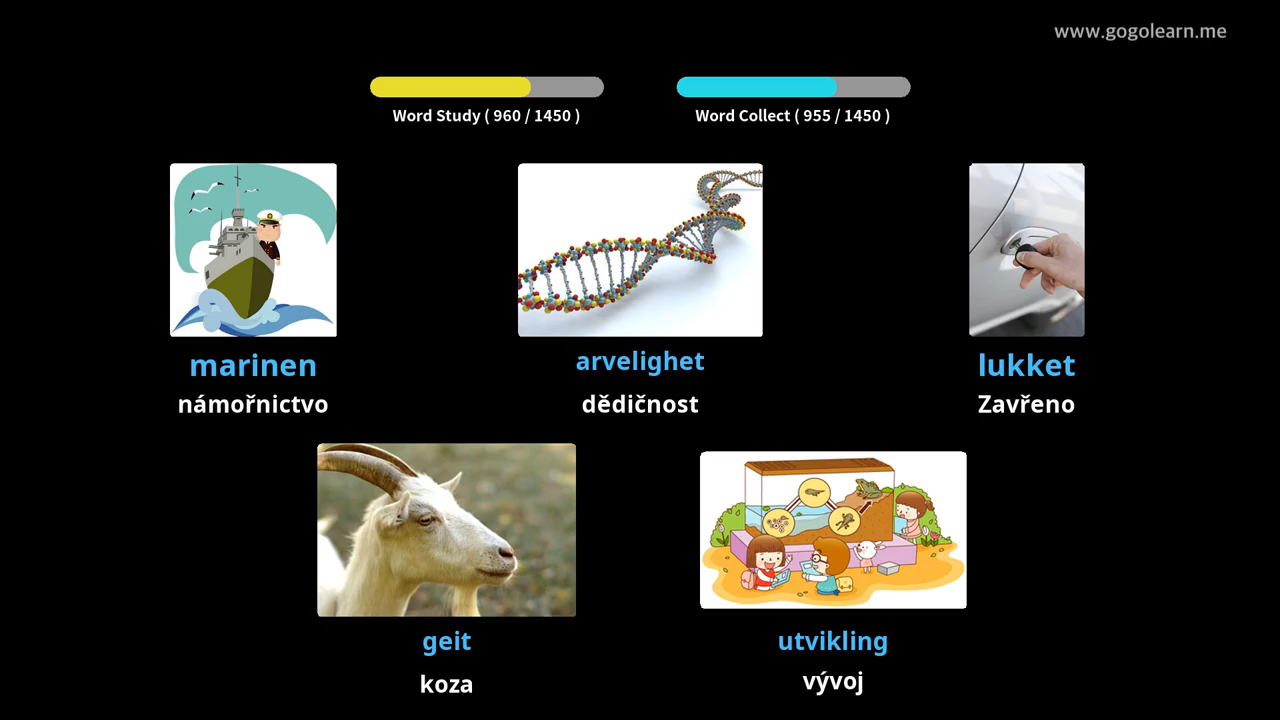 www.gogolearn.me
Word Study ( 960 / 1450 )
Word Collect ( 955 / 1450 )
marinen
námořnictvo
arvelighet
dědičnost
lukket
Zavřeno
geit
koza
utvikling
vývoj